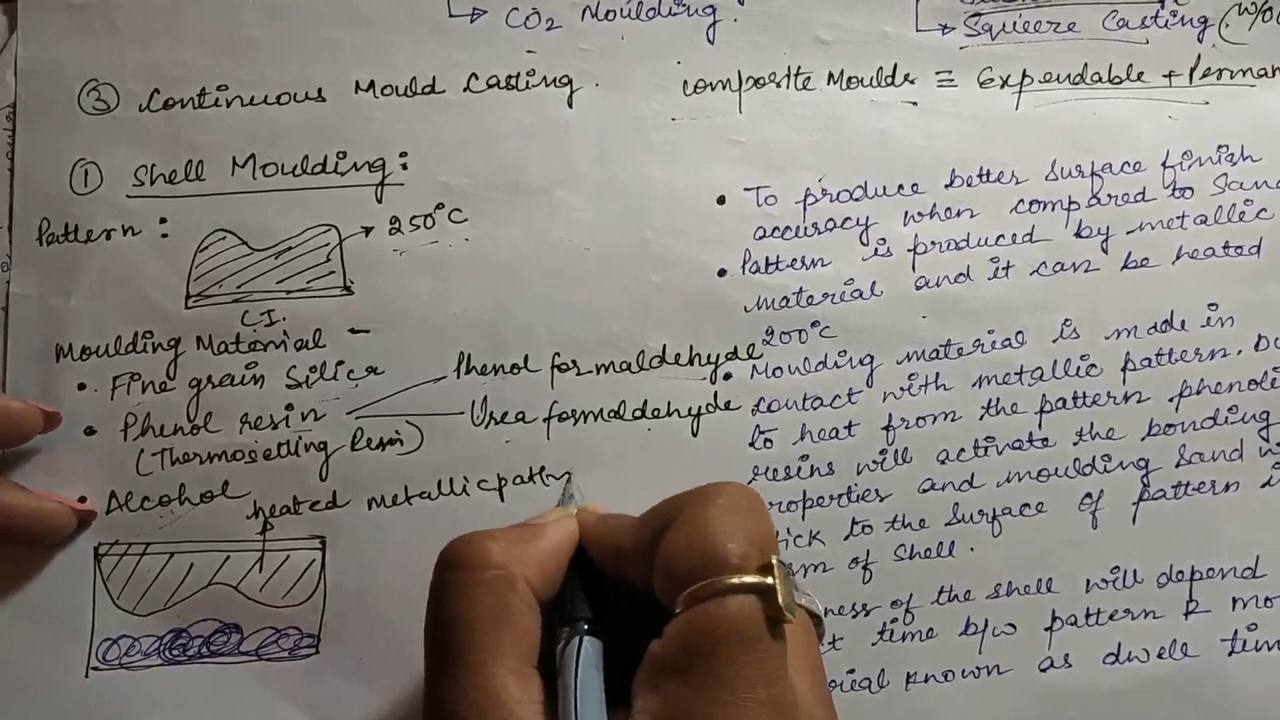 ↳ CO2 Moulding.
↳ Squeeze Casting (w/o
③ Continuous Mould Casting.
composite Moulds ≡ Expendable + Perman
① Shell Moulding:
Pattern:
250°C
C.I.
Moulding Material -
• Fine grain Silica
• Phenol resin
Phenol formaldehyde
Urea formaldehyde
(Thermosetting Resin)
• Alcohol
heated metallic patter
• To produce better surface finish
accuracy when compared to Sand
• Pattern is produced by metallic
material and it can be heated
200°C
• Moulding material is made in
contact with metallic pattern. Du
to heat from the pattern phenoli
resins will activate the bonding
properties and moulding sand w
tick to the surface of pattern i
rm of shell.
ness of the shell will depend
t time b/w pattern & mo
rial known as dwell tim